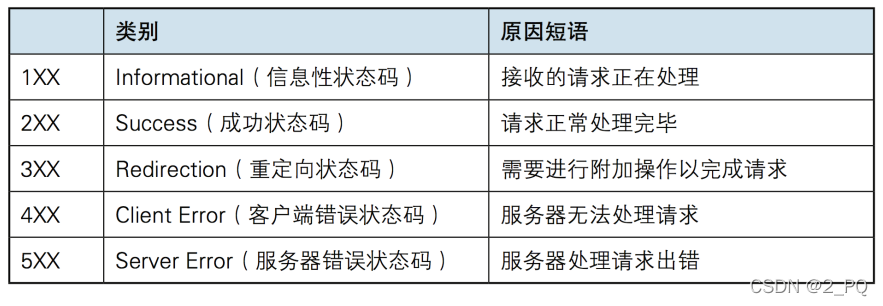 类别 原因短语
1XX Informational（信息性状态码） 接收的请求正在处理
2XX Success（成功状态码） 请求正常处理完毕
3XX Redirection（重定向状态码） 需要进行附加操作以完成请求
4XX Client Error（客户端错误状态码） 服务器无法处理请求
5XX Server Error（服务器错误状态码） 服务器处理请求出错
CSDN @2_PQ